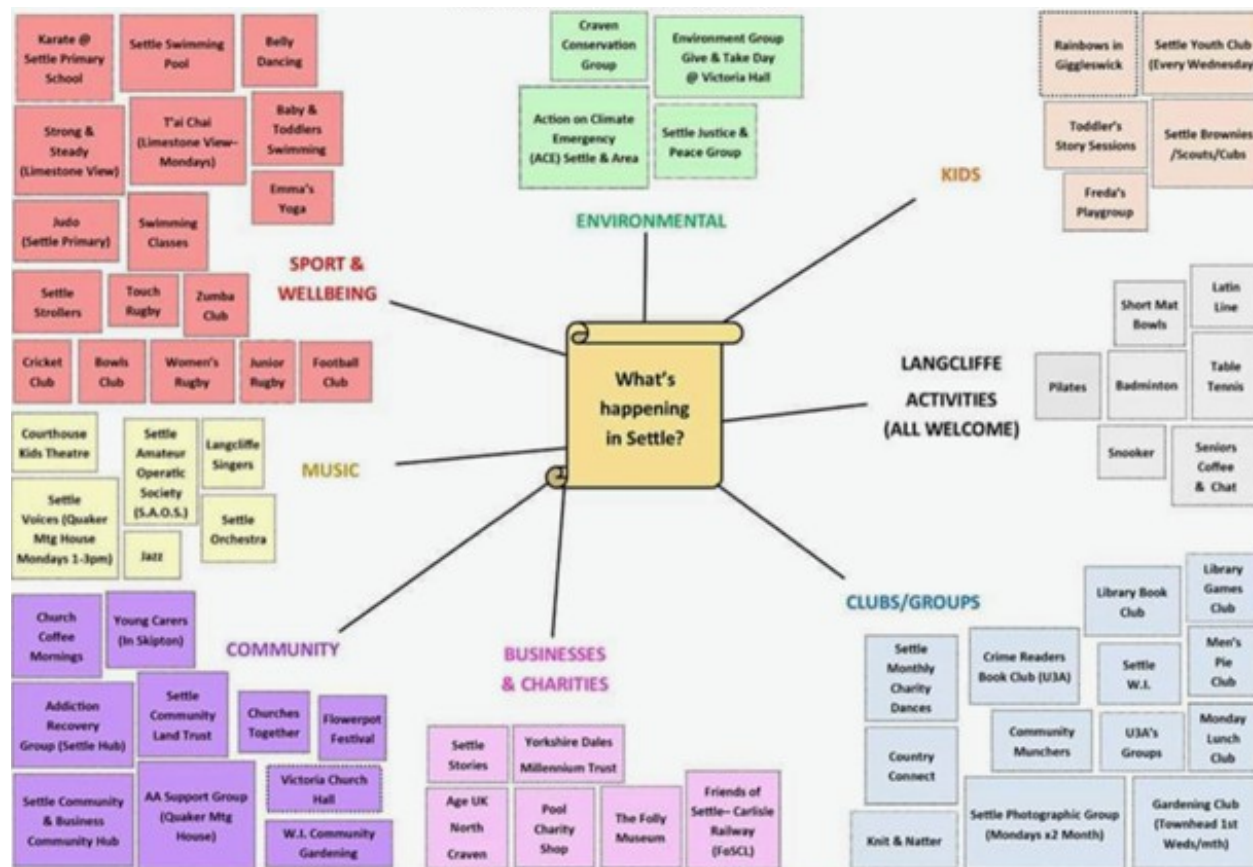 Karate @
Settle Primary
School
Settle Swimming
Pool
Belly
Dancing
Strong &
Steady
(Limestone View)
T'ai Chai
(Limestone View–
Mondays)
Baby &
Toddlers
Swimming
Emma's
Yoga
Judo
(Settle Primary)
Swimming
Classes
Settle
Strollers
Touch
Rugby
Zumba
Club
Cricket
Club
Bowls
Club
Women's
Rugby
Junior
Rugby
Football
Club
SPORT &
WELLBEING
Craven
Conservation
Group
Environment Group
Give & Take Day
@ Victoria Hall
Action on Climate
Emergency
(ACE) Settle & Area
Settle Justice &
Peace Group
ENVIRONMENTAL
Rainbows in
Giggleswick
Settle Youth Club
(Every Wednesday)
Toddler's
Story Sessions
Settle Brownies
/Scouts/Cubs
Freda's
Playgroup
KIDS
What's
happening
in Settle?
LANGCLIFFE
ACTIVITIES
(ALL WELCOME)
Short Mat
Bowls
Latin
Line
Pilates
Badminton
Table
Tennis
Snooker
Seniors
Coffee
& Chat
Courthouse
Kids Theatre
Settle
Amateur
Operatic
Society
(S.A.O.S.)
Langcliffe
Singers
Settle
Voices (Quaker
Mtg House
Mondays 1-3pm)
Jazz
Settle
Orchestra
MUSIC
Church
Coffee
Mornings
Young Carers
(In Skipton)
COMMUNITY
Addiction
Recovery
Group (Settle Hub)
Settle
Community
Land Trust
Churches
Together
Flowerpot
Festival
Settle Community
& Business
Community Hub
AA Support Group
(Quaker Mtg
House)
Victoria Church
Hall
W.I. Community
Gardening
BUSINESSES
& CHARITIES
Settle
Stories
Yorkshire Dales
Millennium Trust
Age UK
North
Craven
Pool
Charity
Shop
The Folly
Museum
Friends of
Settle– Carlisle
Railway
(FoSCL)
CLUBS/GROUPS
Library Book
Club
Library
Games
Club
Settle
Monthly
Charity
Dances
Crime Readers
Book Club (U3A)
Settle
W.I.
Men's
Pie
Club
Country
Connect
Community
Munchers
U3A's
Groups
Monday
Lunch
Club
Knit & Natter
Settle Photographic Group
(Mondays x2 Month)
Gardening Club
(Townhead 1st
Weds/mth)